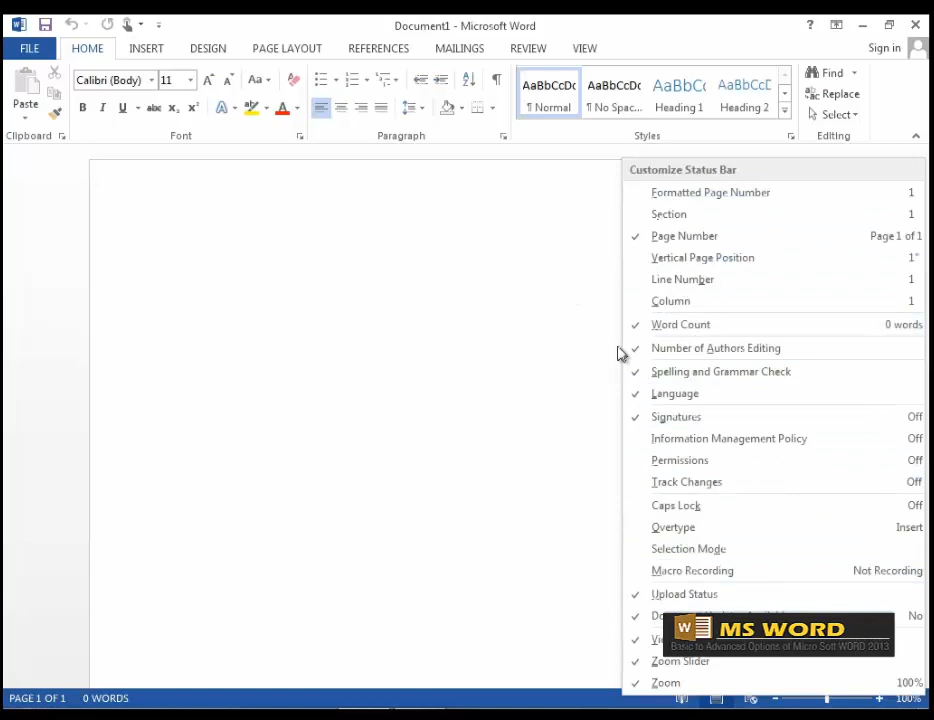 Document1 - Microsoft Word
FILE HOME INSERT DESIGN PAGE LAYOUT REFERENCES MAILINGS REVIEW VIEW Sign in
Paste
Calibri (Body) 11 Aa
B I U abc X₂ X² A A
AaBbCcDc AaBbCcDc AaBbCc AaBbCcD
¶ Normal ¶ No Spac... Heading 1 Heading 2
Find
Replace
Select
Clipboard Font Paragraph Styles Editing
Customize Status Bar
Formatted Page Number 1
Section 1
Page Number Page 1 of 1
Vertical Page Position 1"
Line Number 1
Column 1
Word Count 0 words
Number of Authors Editing
Spelling and Grammar Check
Language
Signatures Off
Information Management Policy Off
Permissions Off
Track Changes Off
Caps Lock Off
Overtype Insert
Selection Mode
Macro Recording Not Recording
Upload Status
No
MS WORD
Basic to Advanced Options of Micro Soft WORD 2013
Zoom Slider
Zoom 100%
PAGE 1 OF 1 0 WORDS 100%